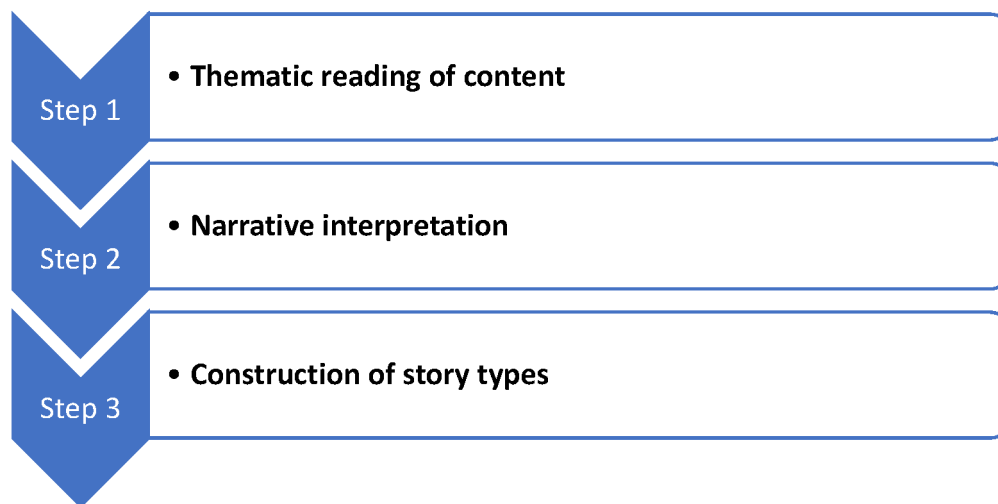 Step 1
• Thematic reading of content
Step 2
• Narrative interpretation
Step 3
• Construction of story types